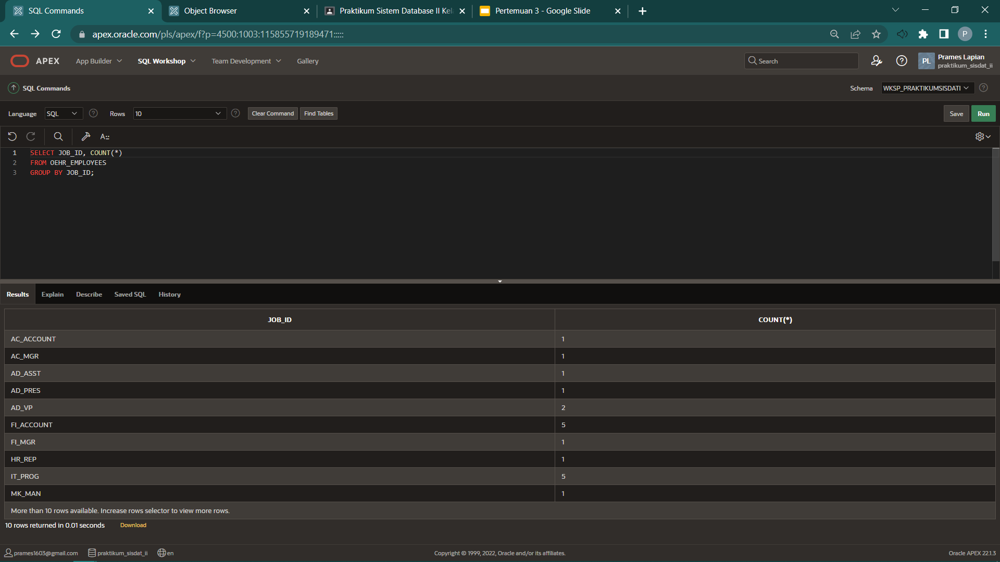 SQL Commands
Object Browser
Praktikum Sistem Database II Kel
Pertemuan 3 - Google Slide
apex.oracle.com/pls/apex/f?p=4500:1003:115855719189471:::::
P
APEX
App Builder
SQL Workshop
Team Development
Gallery
Search
PL
Prames Lapian
praktikum_sisdat_ii
SQL Commands
Schema
WKSP_PRAKTIKUMSISDATI
Language
SQL
Rows
10
Clear Command
Find Tables
Save
Run
1 SELECT JOB_ID, COUNT(*)
2 FROM OEHR_EMPLOYEES
3 GROUP BY JOB_ID;
Results
Explain
Describe
Saved SQL
History
JOB_ID COUNT(*)
AC_ACCOUNT 1
AC_MGR 1
AD_ASST 1
AD_PRES 1
AD_VP 2
FI_ACCOUNT 5
FI_MGR 1
HR_REP 1
IT_PROG 5
MK_MAN 1
More than 10 rows available. Increase rows selector to view more rows.
10 rows returned in 0.01 seconds
Download
prames1603@gmail.com
praktikum_sisdat_ii
en
Copyright © 1999, 2022, Oracle and/or its affiliates.
Oracle APEX 22.1.3